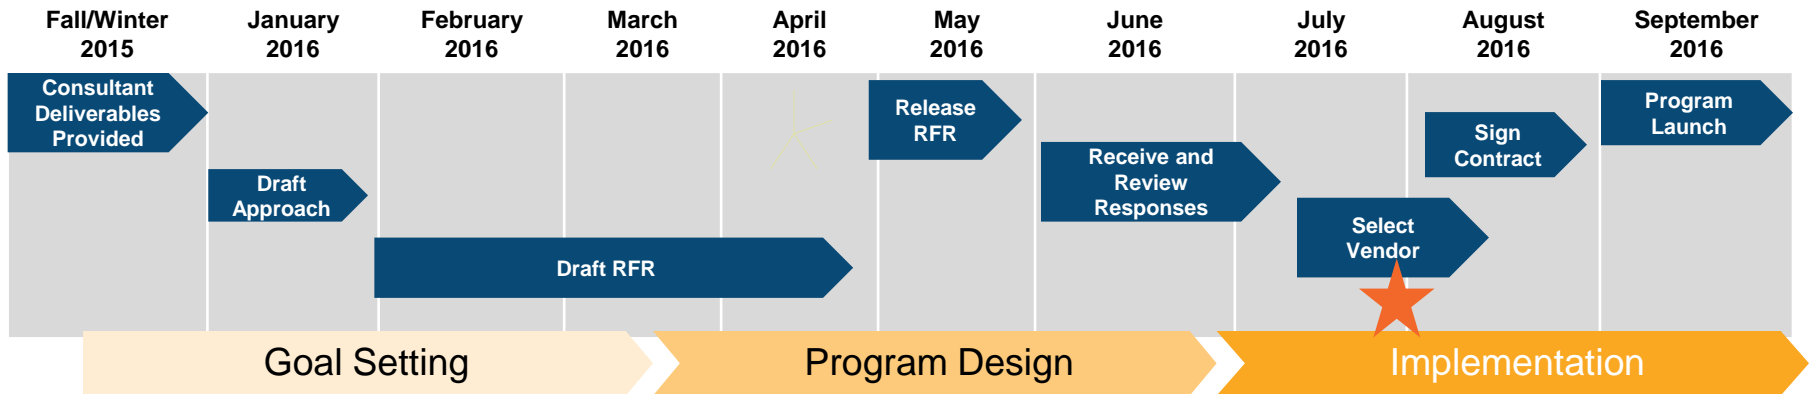 Fall/Winter
2015
January
2016
February
2016
March
2016
April
2016
May
2016
June
2016
July
2016
August
2016
September
2016
Consultant
Deliverables
Provided
Draft
Approach
Draft RFR
Release
RFR
Receive and
Review
Responses
Select
Vendor
Sign
Contract
Program
Launch
Goal Setting
Program Design
Implementation